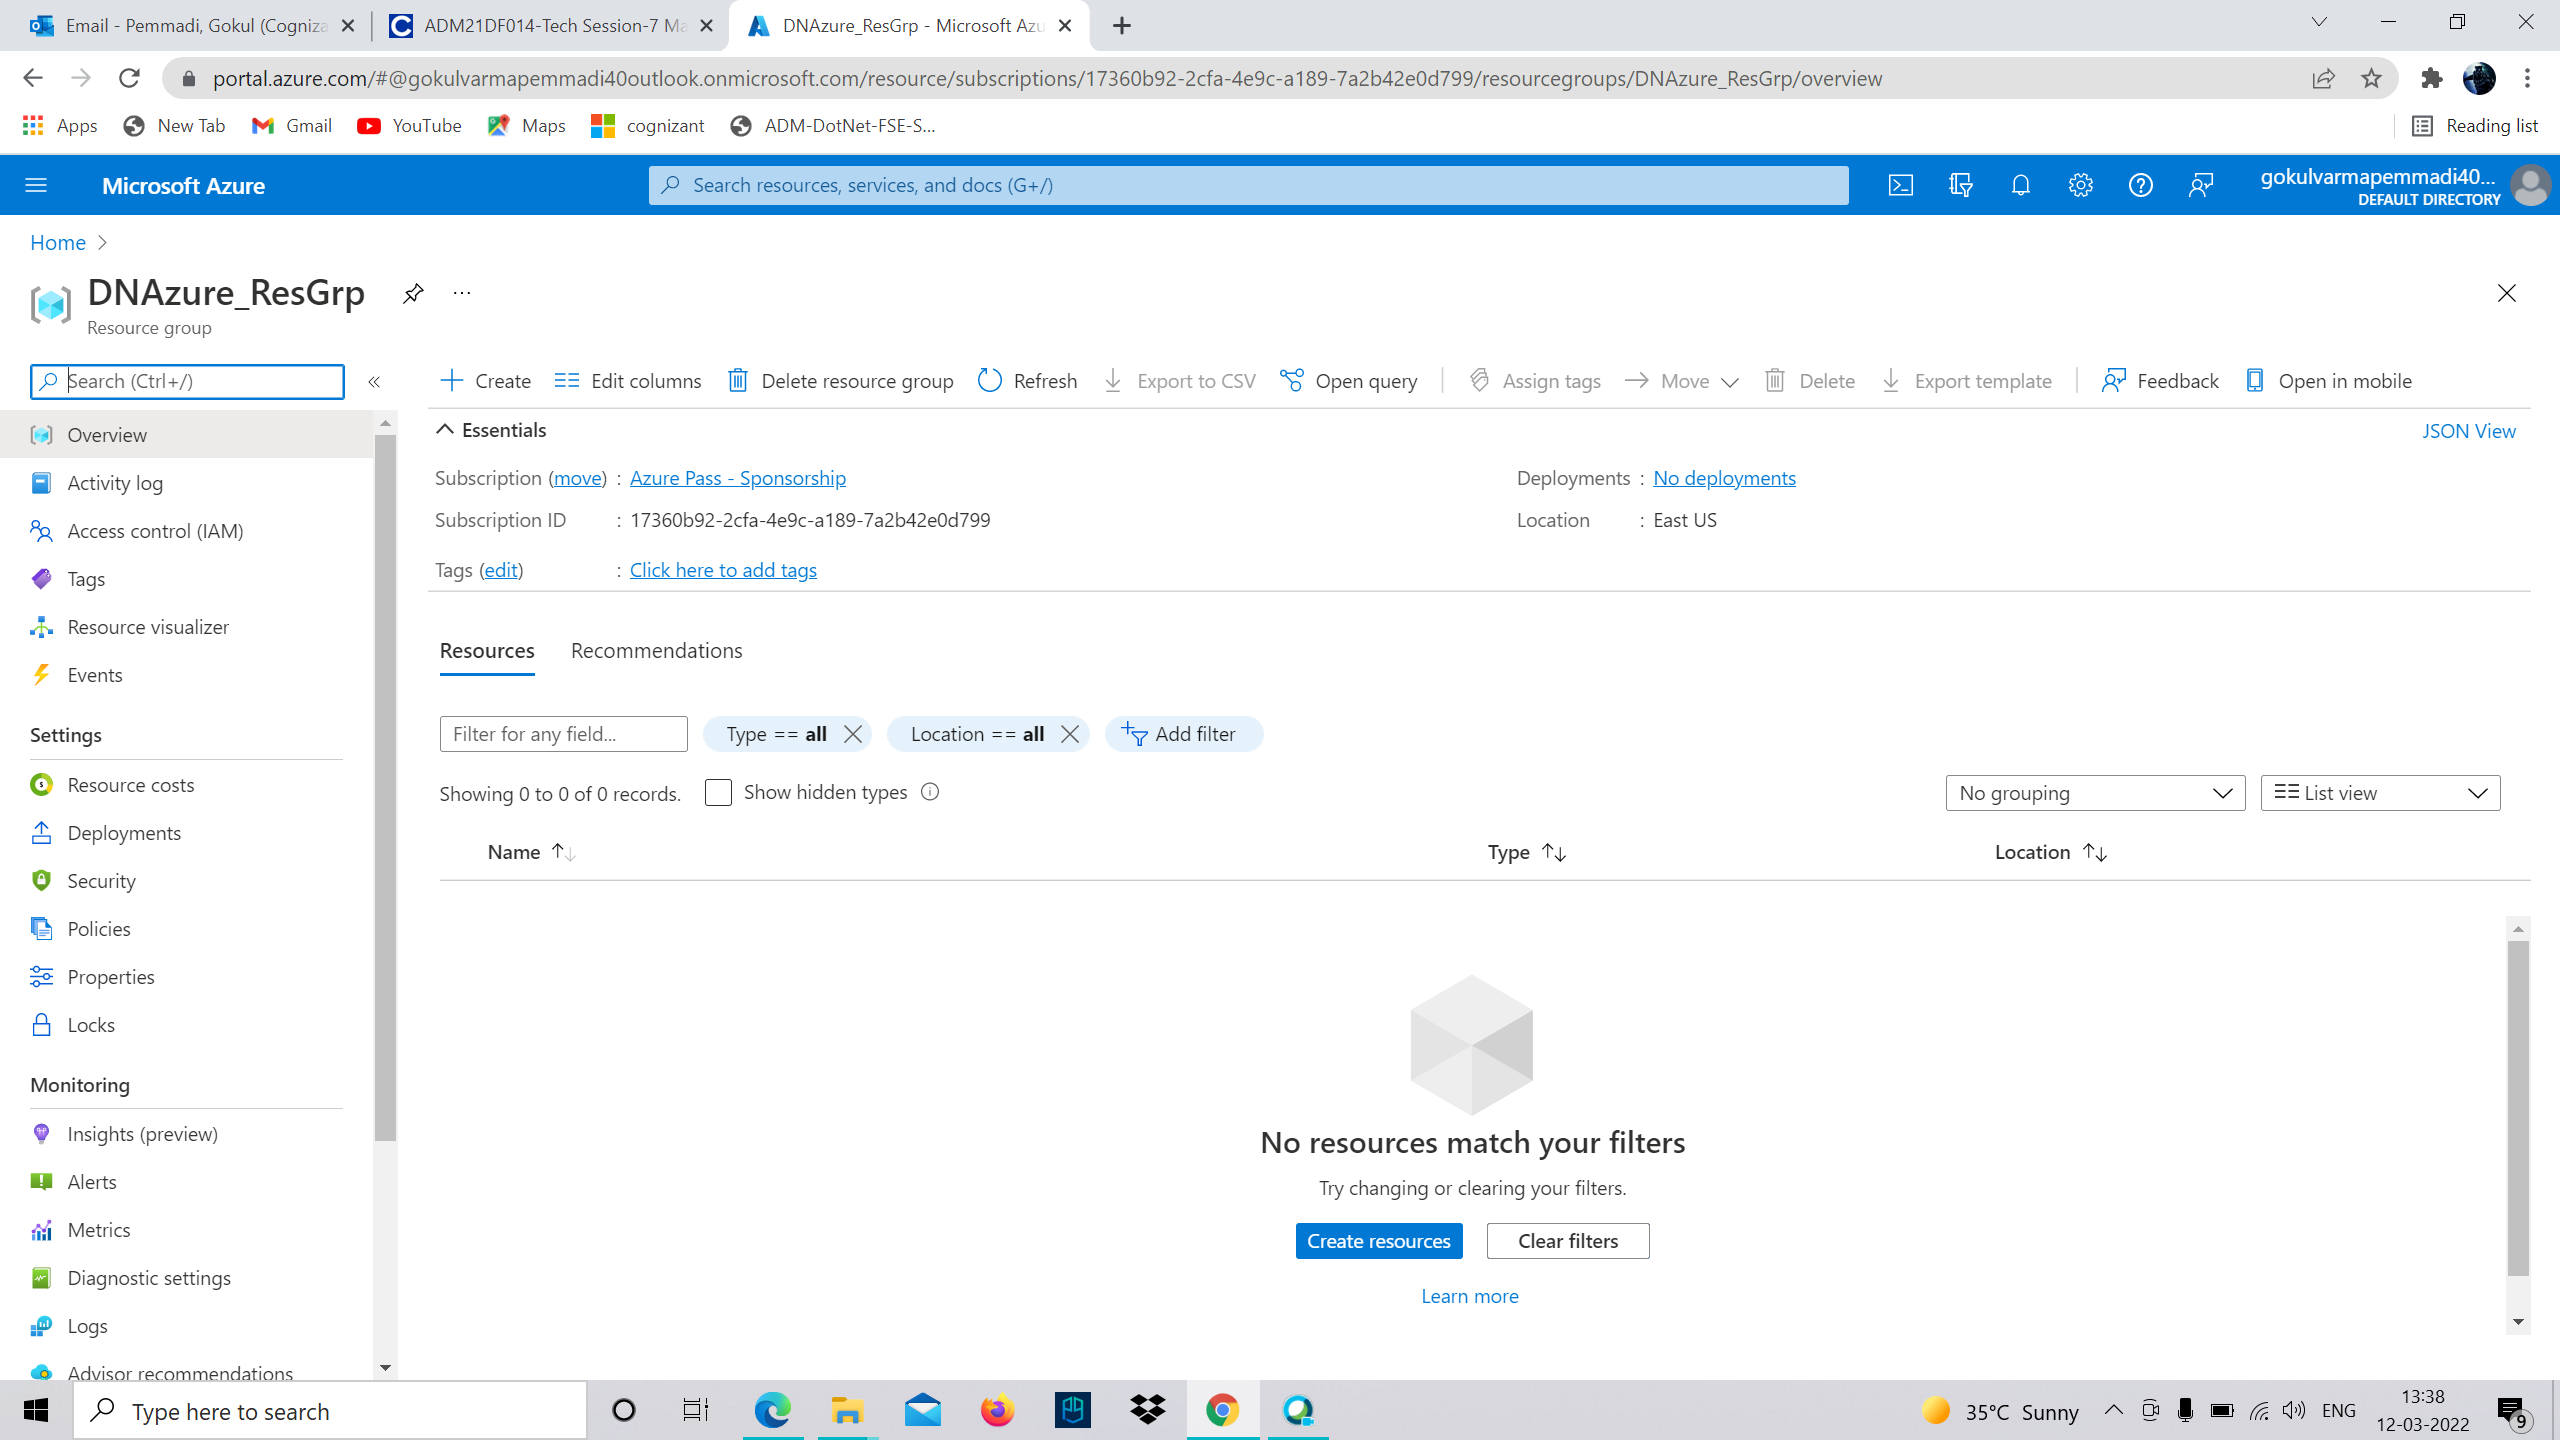 Email - Pemmadi, Gokul (Cogniza
ADM21DF014-Tech Session-7 Ma
DNAzure_ResGrp - Microsoft Azu
portal.azure.com/#@gokulvarmapemmadi40outlook.onmicrosoft.com/resource/subscriptions/17360b92-2cfa-4e9c-a189-7a2b42e0d799/resourcegroups/DNAzure_ResGrp/overview
Apps New Tab Gmail YouTube Maps cognizant ADM-DotNet-FSE-S... Reading list
Microsoft Azure
Search resources, services, and docs (G+/)
gokulvarmapemmadi40...
DEFAULT DIRECTORY
Home
DNAzure_ResGrp ...
Resource group
Search (Ctrl+/)
Create Edit columns Delete resource group Refresh Export to CSV Open query Assign tags Move Delete Export template Feedback Open in mobile
Overview
Activity log
Access control (IAM)
Tags
Resource visualizer
Events
Settings
Resource costs
Deployments
Security
Policies
Properties
Locks
Monitoring
Insights (preview)
Alerts
Metrics
Diagnostic settings
Logs
Advisor recommendations
Essentials JSON View
Subscription (move) : Azure Pass - Sponsorship
Subscription ID : 17360b92-2cfa-4e9c-a189-7a2b42e0d799
Tags (edit) : Click here to add tags
Deployments : No deployments
Location : East US
Resources Recommendations
Filter for any field... Type == all Location == all Add filter
Showing 0 to 0 of 0 records. Show hidden types No grouping List view
Name Type Location
No resources match your filters
Try changing or clearing your filters.
Create resources Clear filters
Learn more
Type here to search
35°C Sunny ENG
13:38
12-03-2022
9